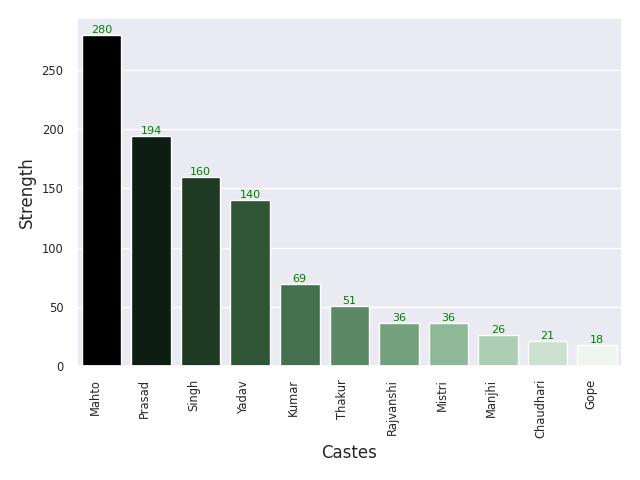 280
194
160
140
69
51
36
36
26
21
18
250
200
150
100
50
0
Strength
Mahto
Prasad
Singh
Yadav
Kumar
Thakur
Rajvanshi
Mistri
Manjhi
Chaudhari
Gope
Castes